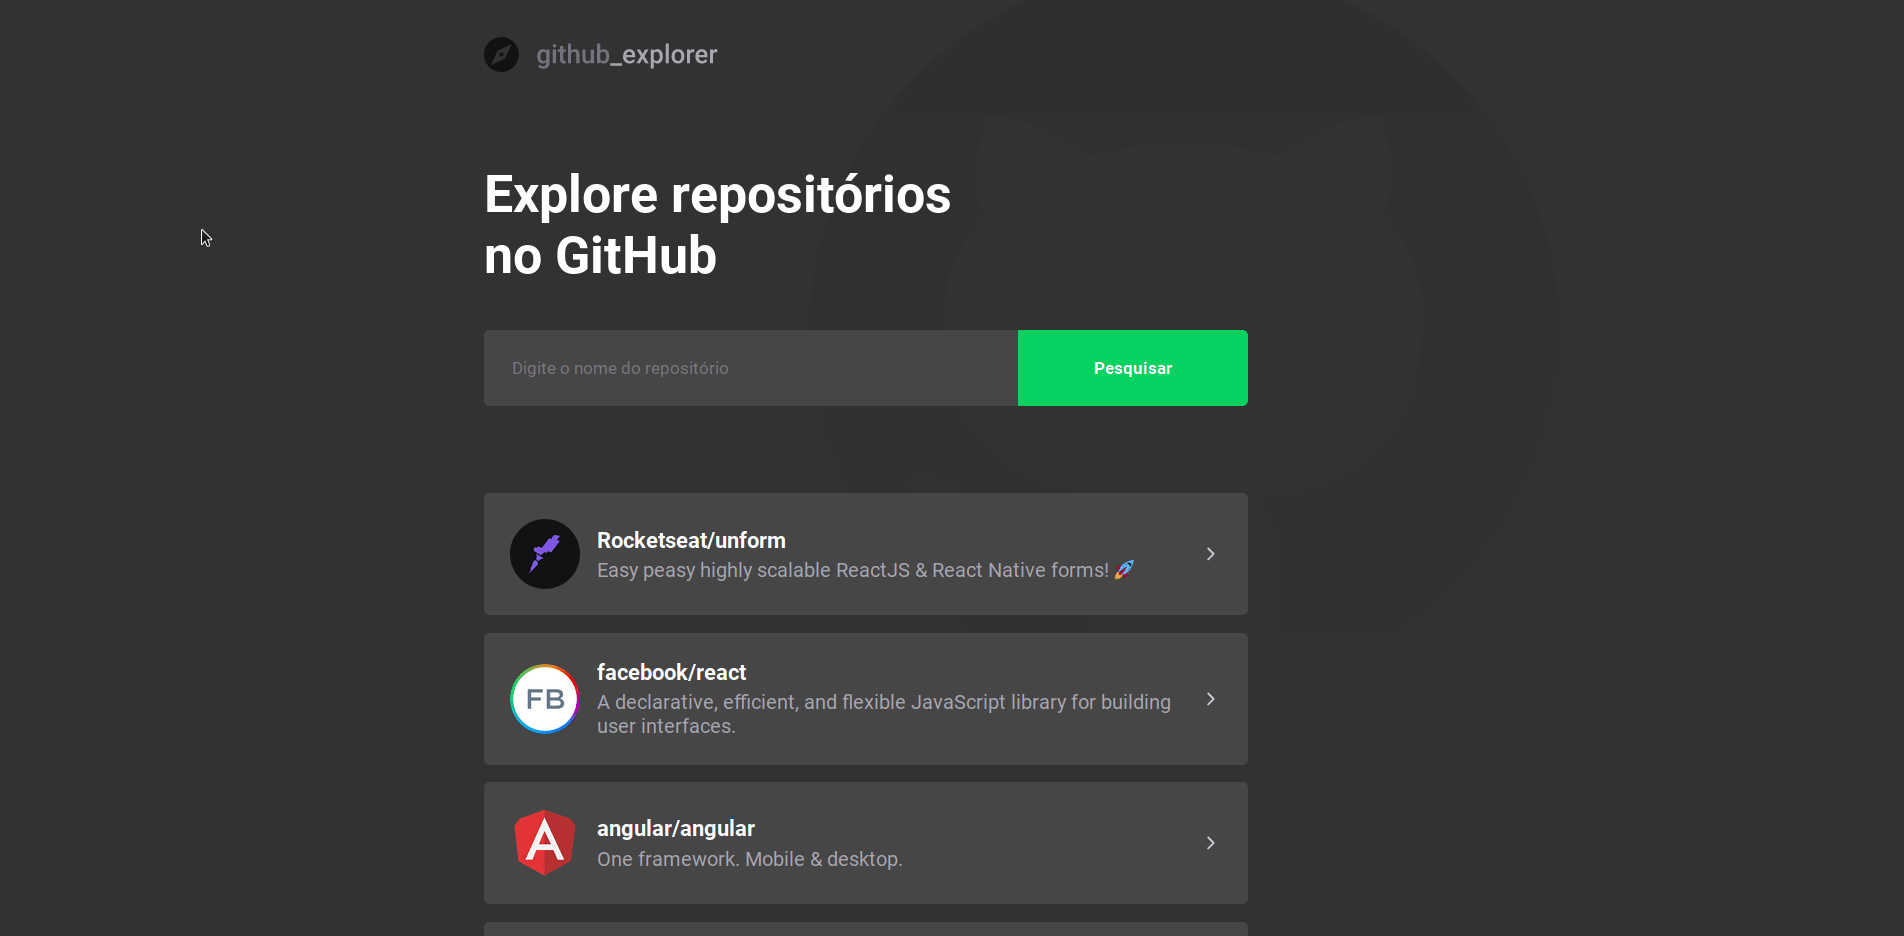 github_explorer
Explore repositórios
no GitHub
Digite o nome do repositório
Pesquisar
Rocketseat/unform
Easy peasy highly scalable ReactJS & React Native forms! 🚀
FB
facebook/react
A declarative, efficient, and flexible JavaScript library for building
user interfaces.
A
angular/angular
One framework. Mobile & desktop.